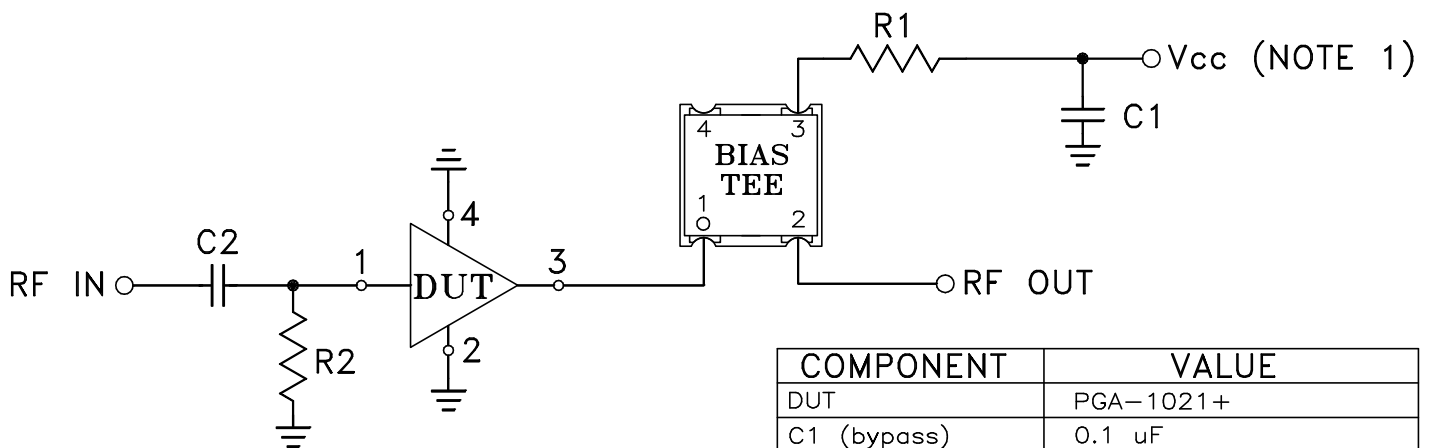 R1
Vcc (NOTE 1)
C1
4 3
BIAS
TEE
1 2
4
C2
RF IN
1
DUT
3
RF OUT
R2
2
COMPONENT VALUE
DUT PGA-1021+
C1 (bypass) 0.1 uF